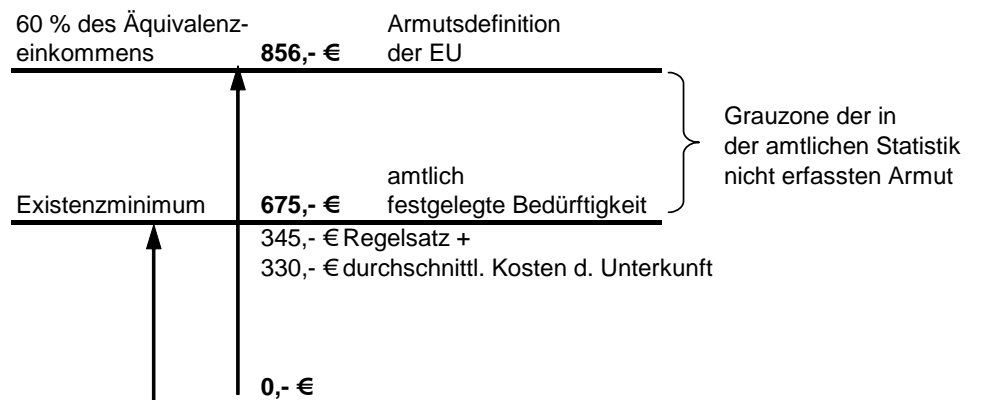 60 % des Äquivalenz-
einkommens
856,- €
Armutsdefinition
der EU
Grauzone der in
der amtlichen Statistik
nicht erfassten Armut
Existenzminimum
675,- €
amtlich
festgelegte Bedürftigkeit
345,- € Regelsatz +
330,- € durchschnittl. Kosten d. Unterkunft
0,- €